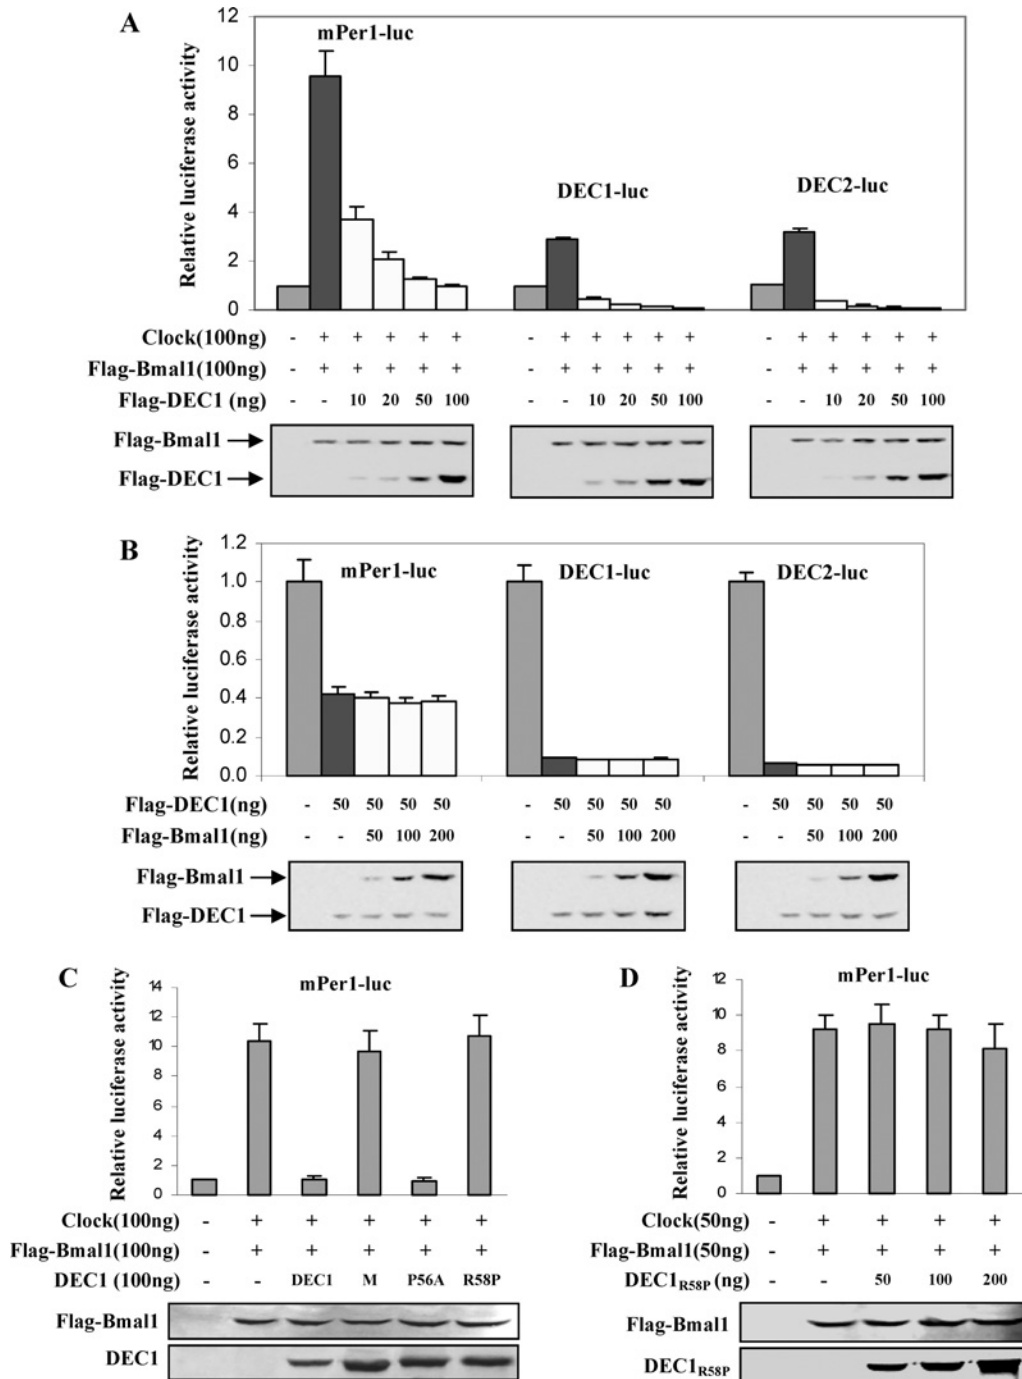 A
Relative luciferase activity
12
10
8
6
4
2
0
mPer1-luc
DEC1-luc
DEC2-luc
Clock(100ng) - + + + + + - + + + + + - + + + + +
Flag-Bmal1(100ng) - + + + + + - + + + + + - + + + + +
Flag-DEC1 (ng) - - 10 20 50 100 - - 10 20 50 100 - - 10 20 50 100
Flag-Bmal1
Flag-DEC1
B
Relative luciferase activity
1.2
1.0
0.8
0.6
0.4
0.2
0.0
mPer1-luc
DEC1-luc
DEC2-luc
Flag-DEC1(ng) - 50 50 50 50 - 50 50 50 50 - 50 50 50 50
Flag-Bmal1(ng) - - 50 100 200 - - 50 100 200 - - 50 100 200
Flag-Bmal1
Flag-DEC1
C
Relative luciferase activity
14
12
10
8
6
4
2
0
mPer1-luc
Clock(100ng) - + + + + +
Flag-Bmal1(100ng) - + + + + +
DEC1 (100ng) - - DEC1 M P56A R58P
Flag-Bmal1
DEC1
D
Relative luciferase activity
12
10
8
6
4
2
0
mPer1-luc
Clock(50ng) - + + + +
Flag-Bmal1(50ng) - + + + +
DEC1R58P (ng) - - 50 100 200
Flag-Bmal1
DEC1R58P